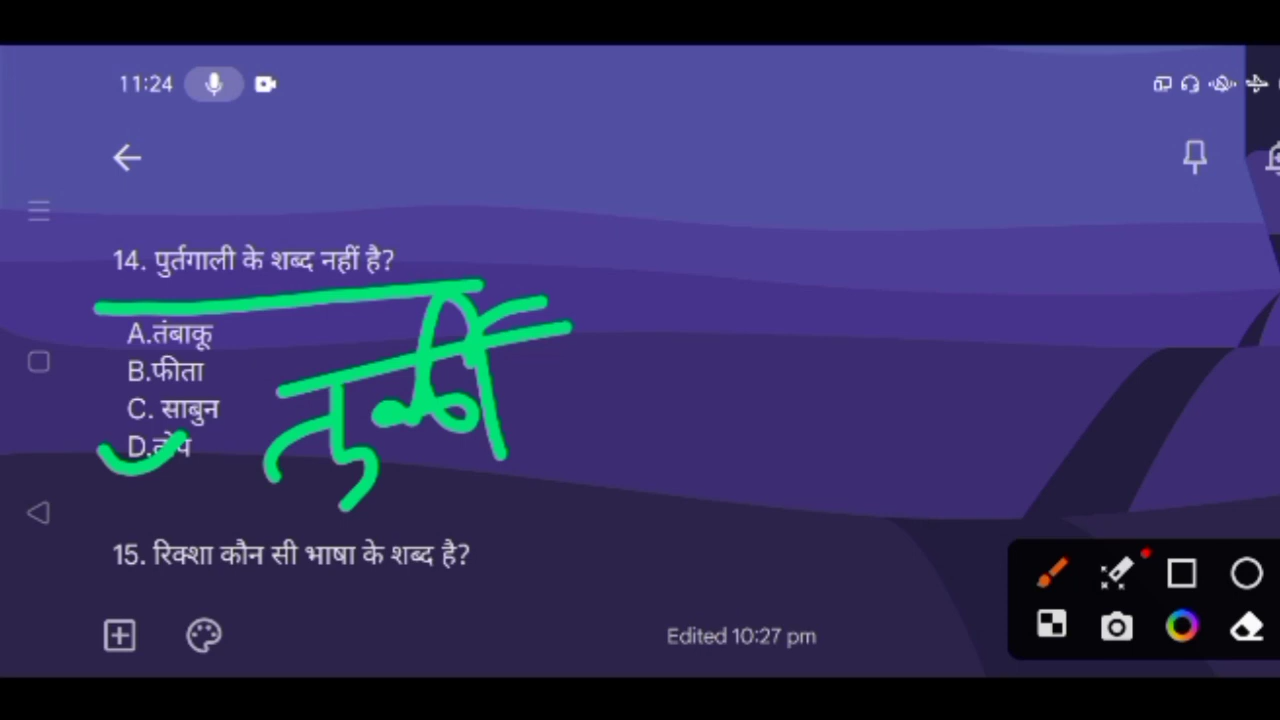 11:24
14. पुर्तगाली के शब्द नहीं है?
A.तंबाकू
B.फीता
C. साबुन
D.तोप
तुर्की
15. रिक्शा कौन सी भाषा के शब्द है?
Edited 10:27 pm